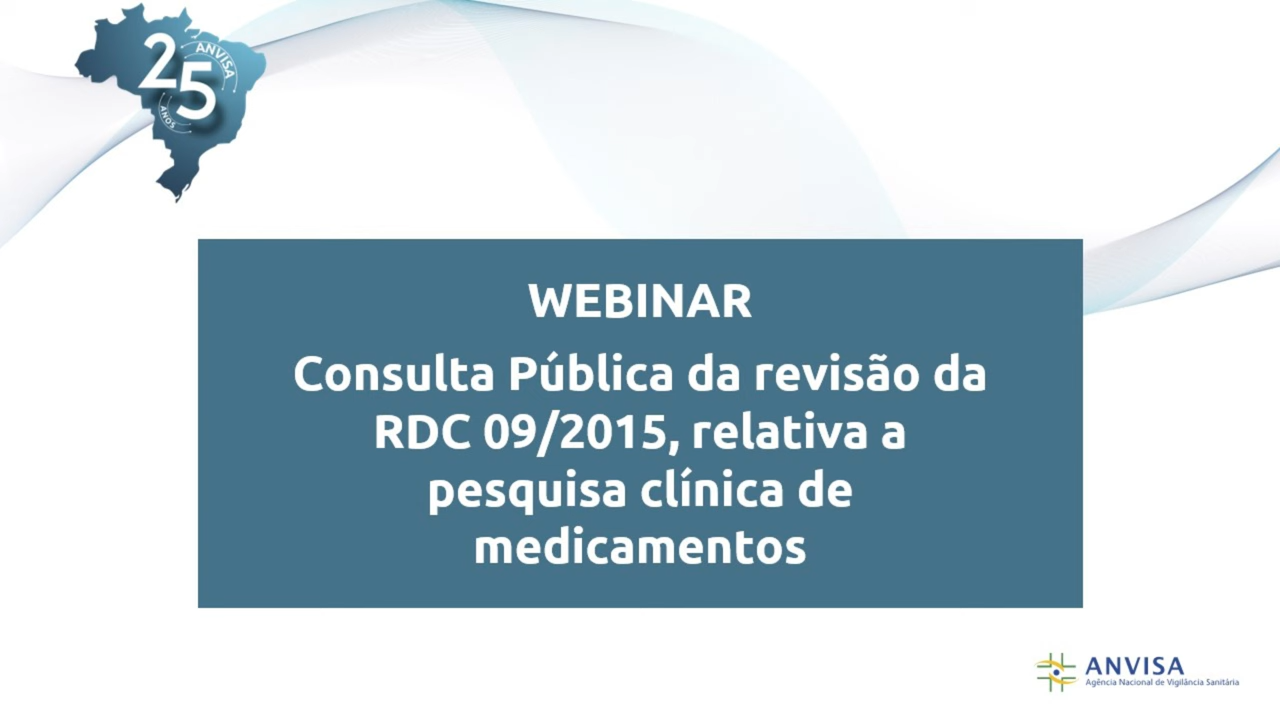 25
ANVISA
ANOS
WEBINAR
Consulta Pública da revisão da
RDC 09/2015, relativa a
pesquisa clínica de
medicamentos
ANVISA
Agência Nacional de Vigilância Sanitária